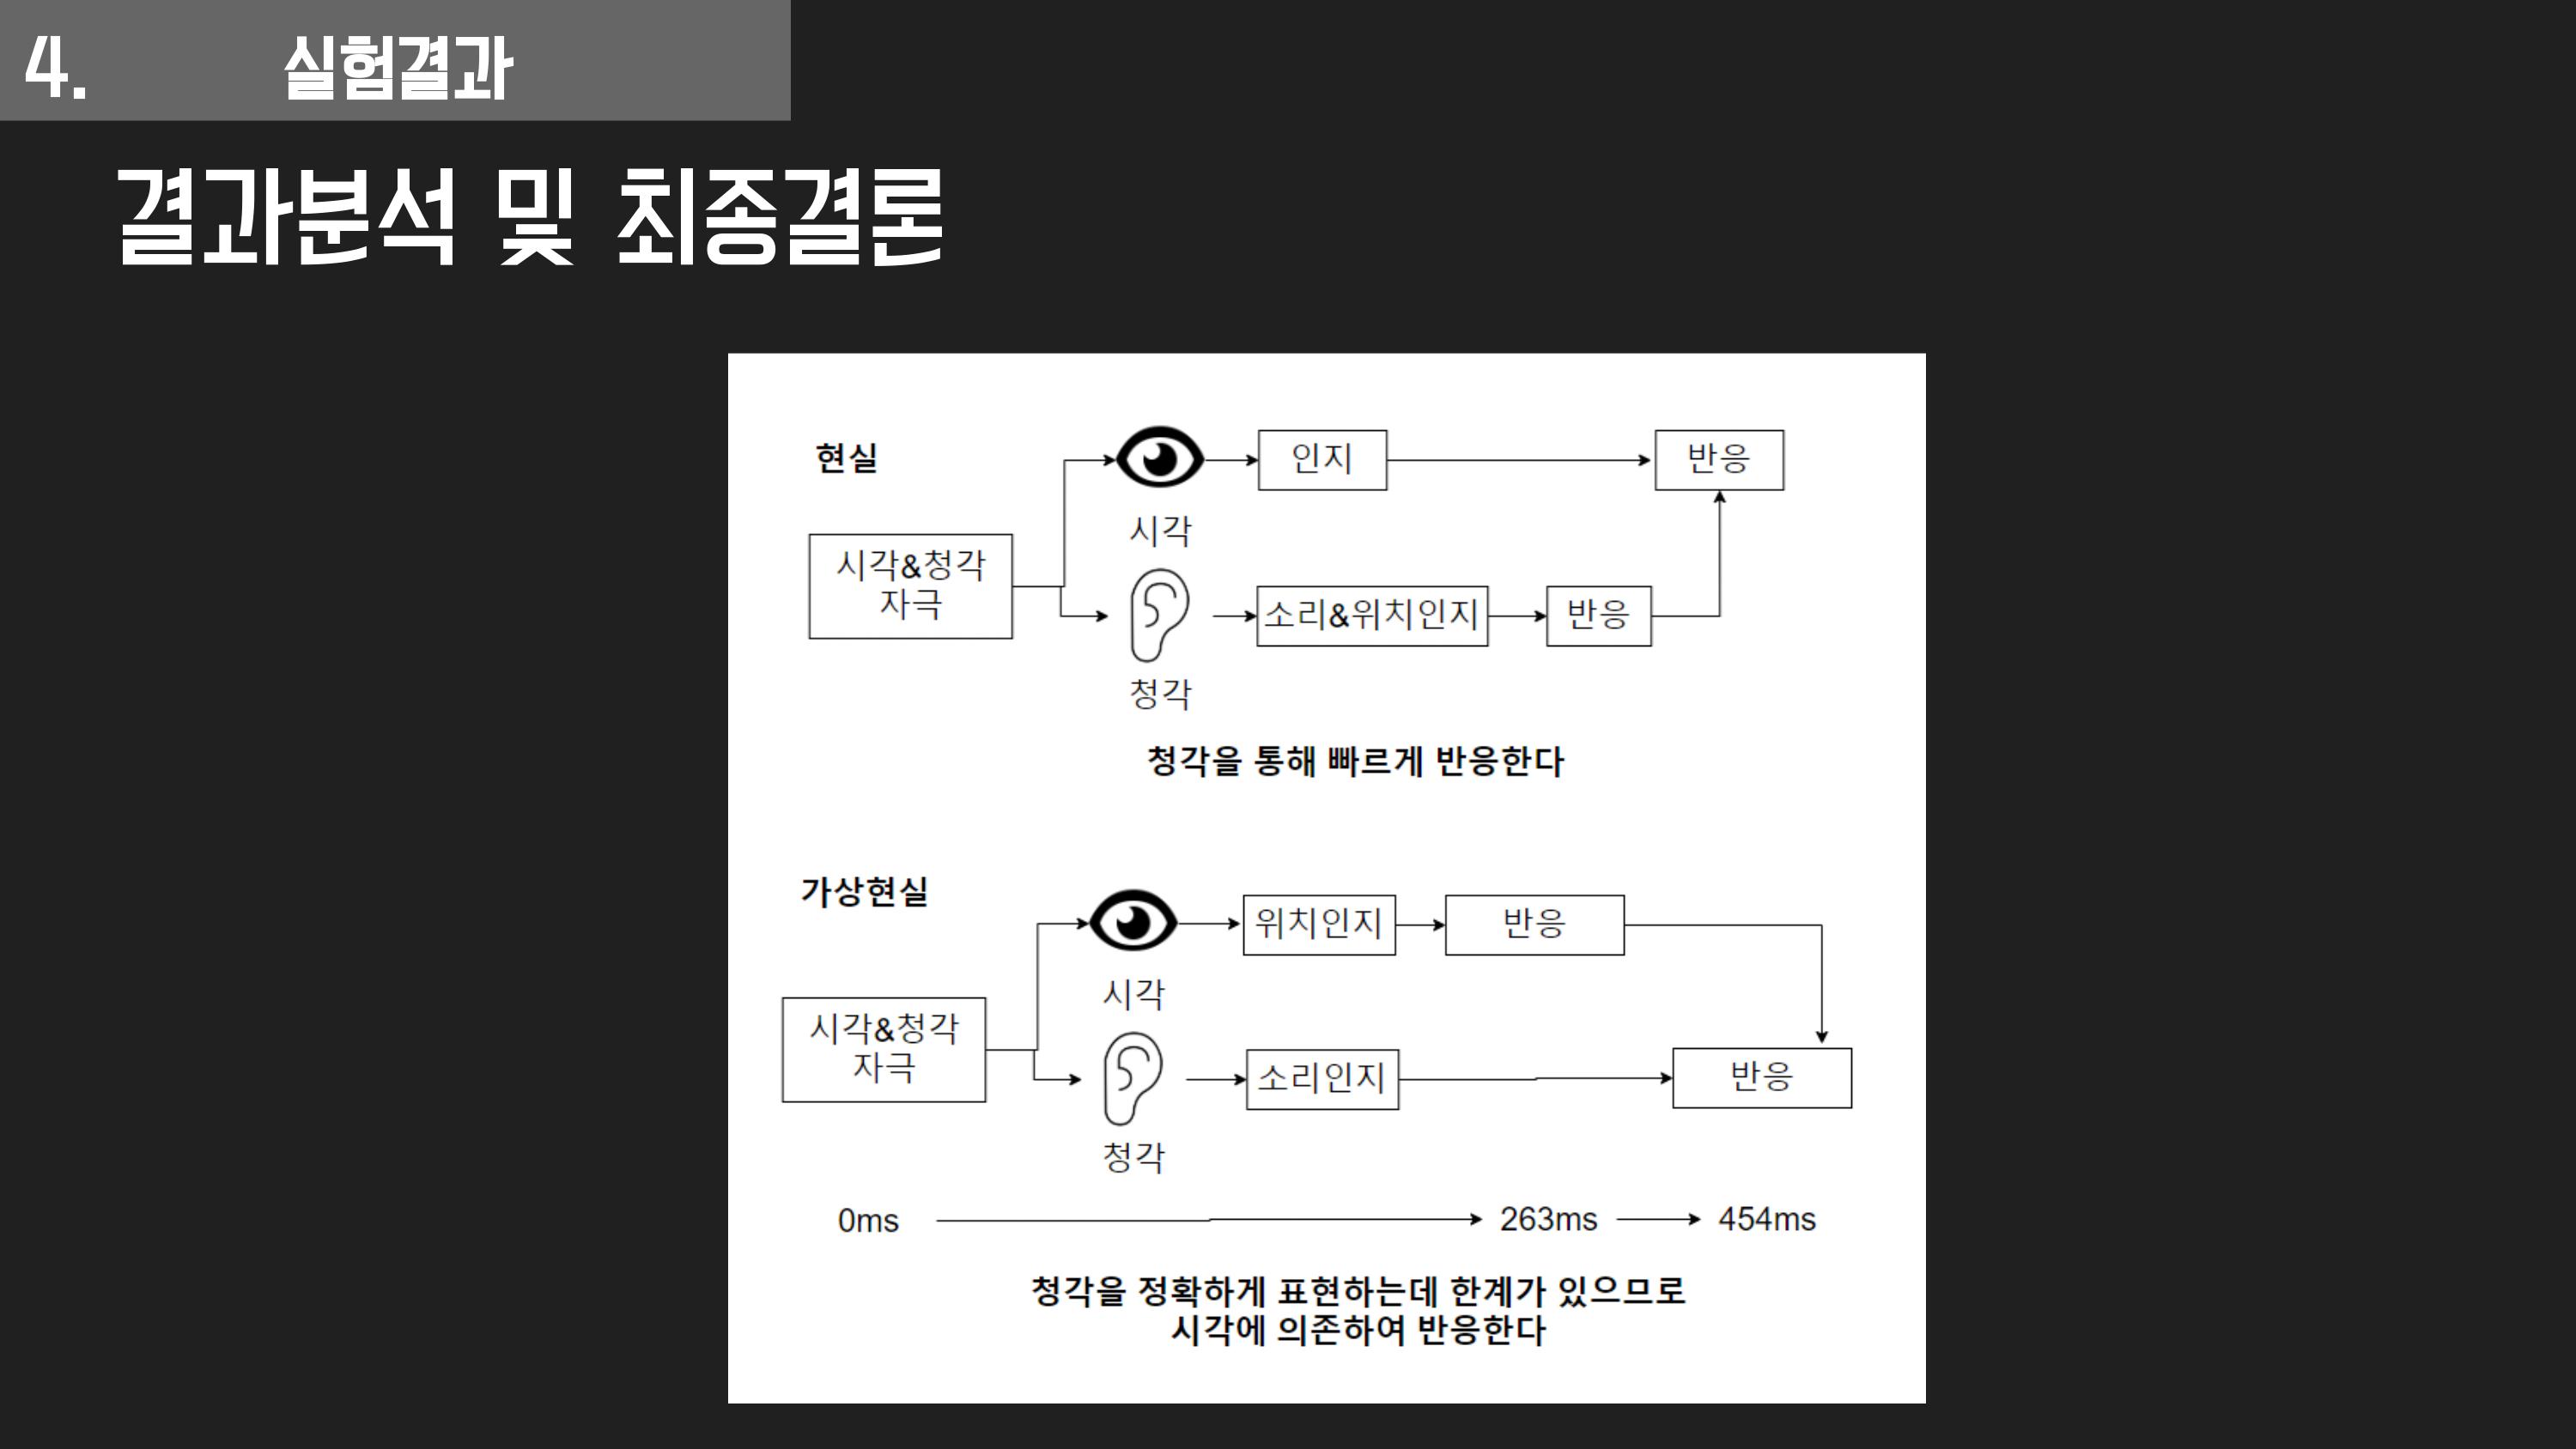 4. 실험결과
결과분석 및 최종결론
현실
인지
반응
시각
시각&청각
자극
소리&위치인지
반응
청각
청각을 통해 빠르게 반응한다
가상현실
위치인지
반응
시각
시각&청각
자극
소리인지
반응
청각
0ms 263ms 454ms
청각을 정확하게 표현하는데 한계가 있으므로
시각에 의존하여 반응한다